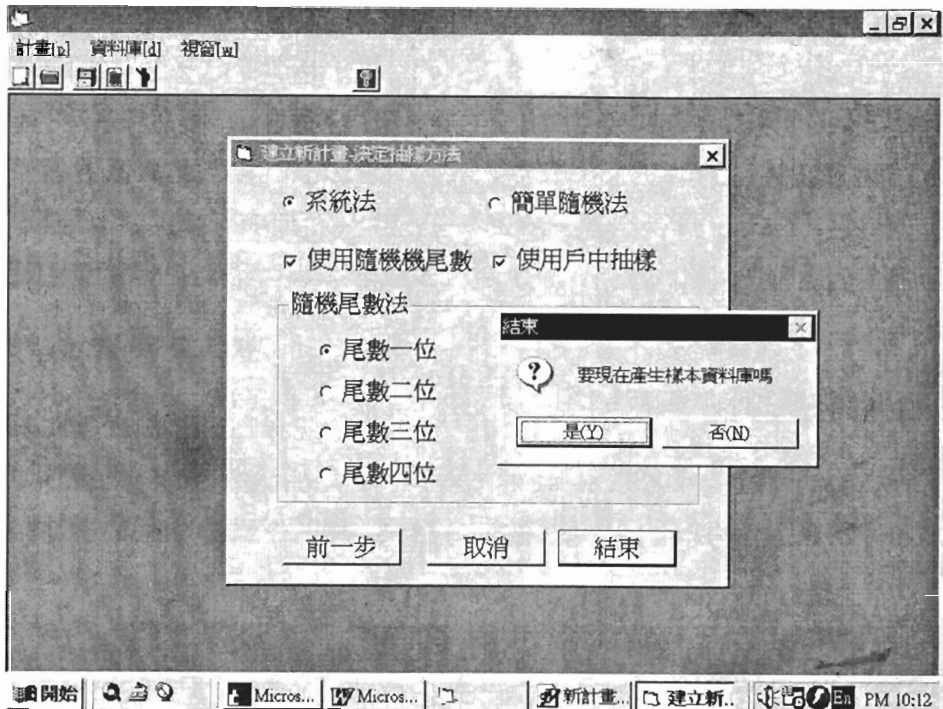 計畫[p] 資料庫[d] 視窗[w]
建立新計畫-決定抽樣方法
系統法 簡單隨機法
使用隨機機尾數 使用戶中抽樣
隨機尾數法
尾數一位
尾數二位
尾數三位
尾數四位
結束
要現在產生樣本資料庫嗎
是(Y) 否(N)
前一步 取消 結束
開始 Micros... Micros... 新計畫... 建立新.. En PM 10:12